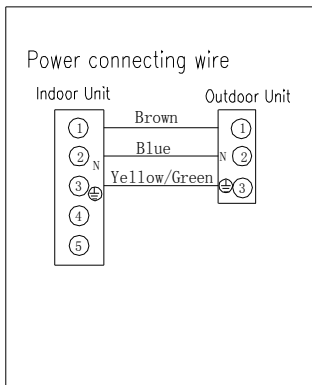 Power connecting wire
Indoor Unit Outdoor Unit
1 Brown 1
2 N Blue N 2
3 Yellow/Green 3
4
5